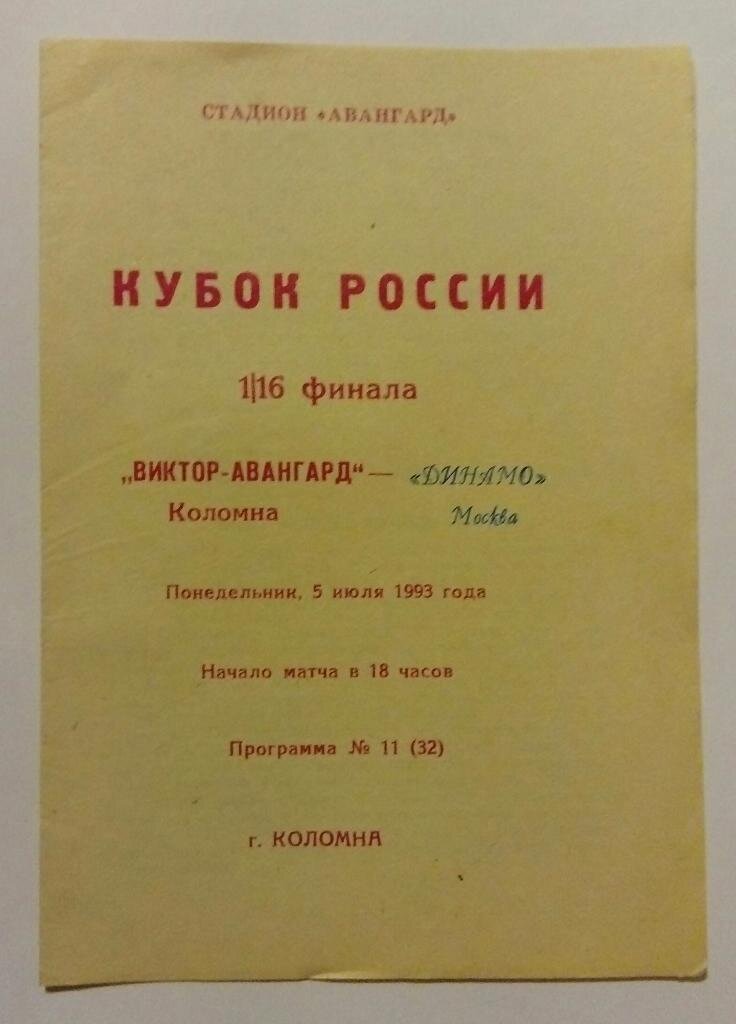 СТАДИОН «АВАНГАРД»
КУБОК РОССИИ
1|16 финала
„ВИКТОР-АВАНГАРД“ — «ДИНАМО»
Коломна Москва
Понедельник, 5 июля 1993 года
Начало матча в 18 часов
Программа № 11 (32)
г. КОЛОМНА